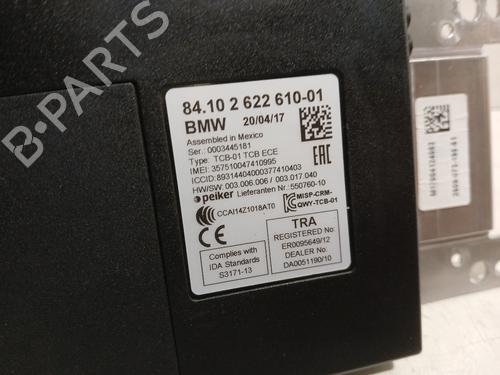 84.10 2 622 610-01
BMW 20/04/17
Assembled in Mexico
Ser.: 0003445181
Type: TCB-01 TCB ECE
IMEI: 357510047410995
ICCID: 89314404000377410403
HW/SW: 003.006.006 / 003.017.040
peiker Lieferanten Nr.: 550760-10
CCAI14Z1018AT0
MISP-CRM-
QWY-TCB-01
CE
EAC
Complies with
IDA Standards
S3171-13
TRA
REGISTERED No:
ER0095649/12
DEALER No:
DA0051190/10
B-PARTS